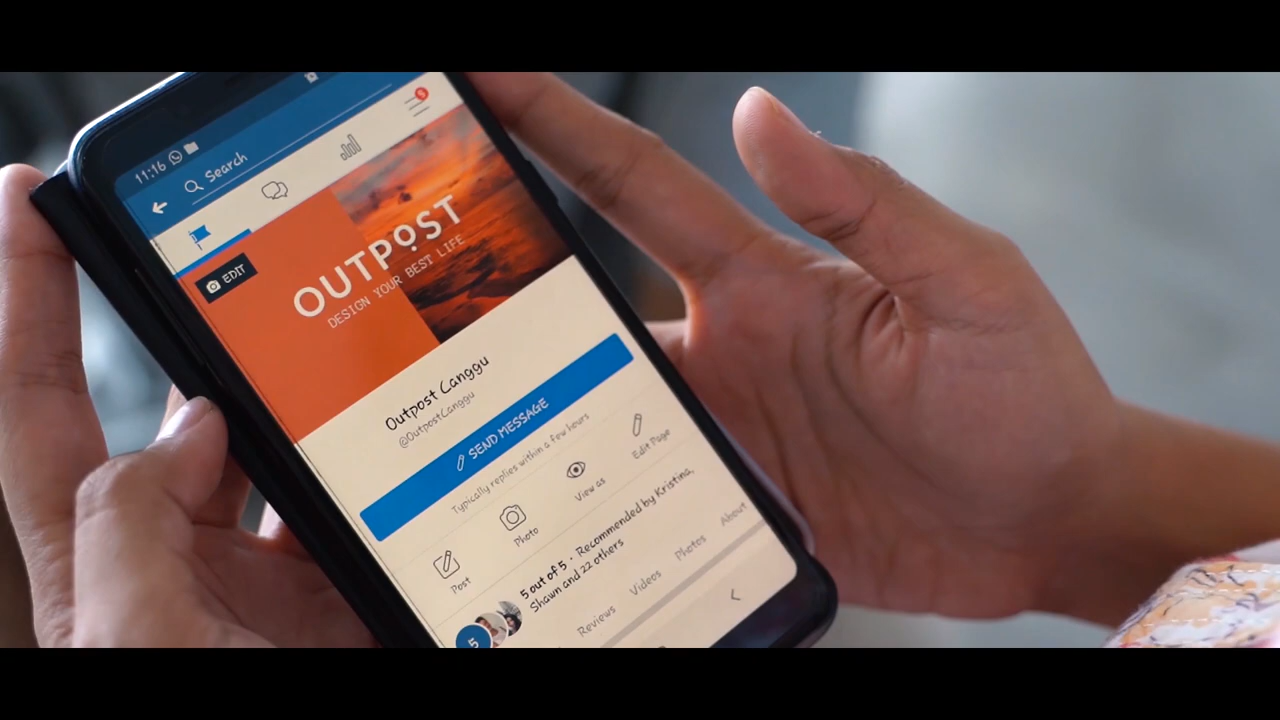 11:16
Search
5
EDIT
OUTPOST
DESIGN YOUR BEST LIFE
Outpost Canggu
@OutpostCanggu
SEND MESSAGE
Typically replies within a few hours
Post
Photo
View as
Edit Page
5
5 out of 5 · Recommended by Kristina,
Shawn and 22 others
Reviews
Videos
Photos
About